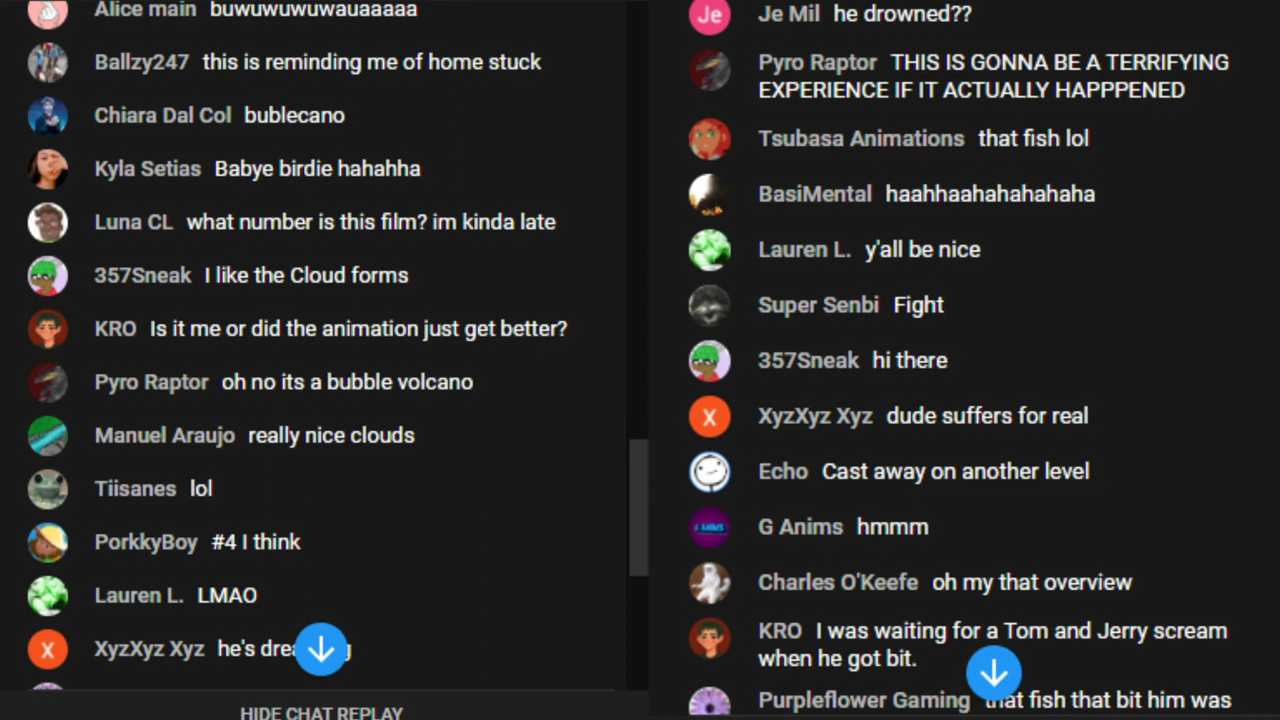 Alice main buwuwuwuwauaaaaa
Ballzy247 this is reminding me of home stuck
Chiara Dal Col bublecano
Kyla Setias Babye birdie hahahha
Luna CL what number is this film? im kinda late
357Sneak I like the Cloud forms
KRO Is it me or did the animation just get better?
Pyro Raptor oh no its a bubble volcano
Manuel Araujo really nice clouds
Tiisanes lol
PorkkyBoy #4 I think
Lauren L. LMAO
X XyzXyz Xyz he's
HIDE CHAT REPLAY
Je Je Mil he drowned??
Pyro Raptor THIS IS GONNA BE A TERRIFYING
EXPERIENCE IF IT ACTUALLY HAPPPENED
Tsubasa Animations that fish lol
BasiMental haahhaahahahahaha
Lauren L. y'all be nice
Super Senbi Fight
357Sneak hi there
X XyzXyz Xyz dude suffers for real
Echo Cast away on another level
G Anims hmmm
Charles O'Keefe oh my that overview
KRO I was waiting for a Tom and Jerry scream
when he got bit.
Purpleflower Gaming that fish that bit him was